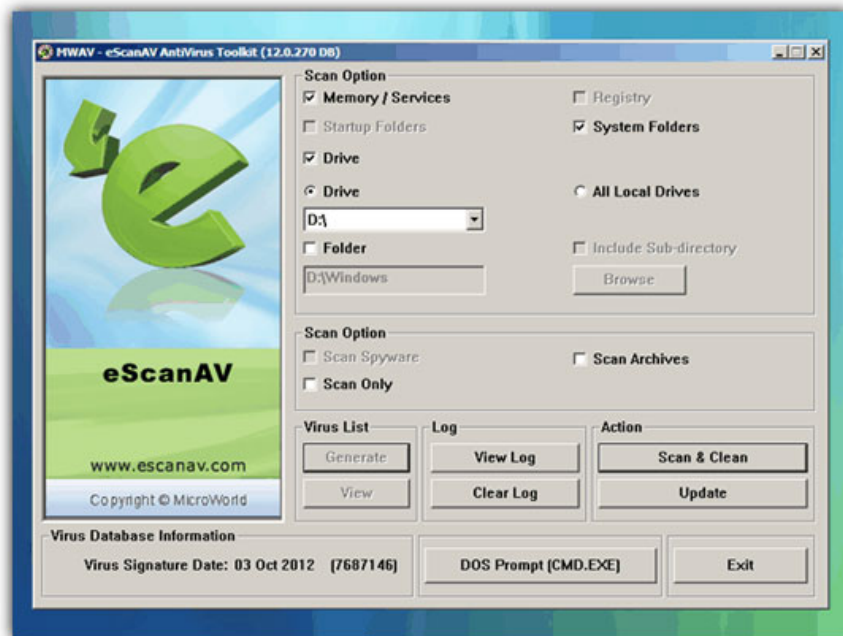 MWAV - eScanAV AntiVirus Toolkit (12.0.270 DB)
Scan Option
Memory / Services
Registry
Startup Folders
System Folders
Drive
Drive
All Local Drives
D:\
Folder
Include Sub-directory
D:\Windows
Browse
Scan Option
Scan Spyware
Scan Archives
Scan Only
e
eScanAV
www.escanav.com
Copyright © MicroWorld
Virus List
Generate
View
Log
View Log
Clear Log
Action
Scan & Clean
Update
Virus Database Information
Virus Signature Date: 03 Oct 2012 (7687146)
DOS Prompt (CMD.EXE)
Exit